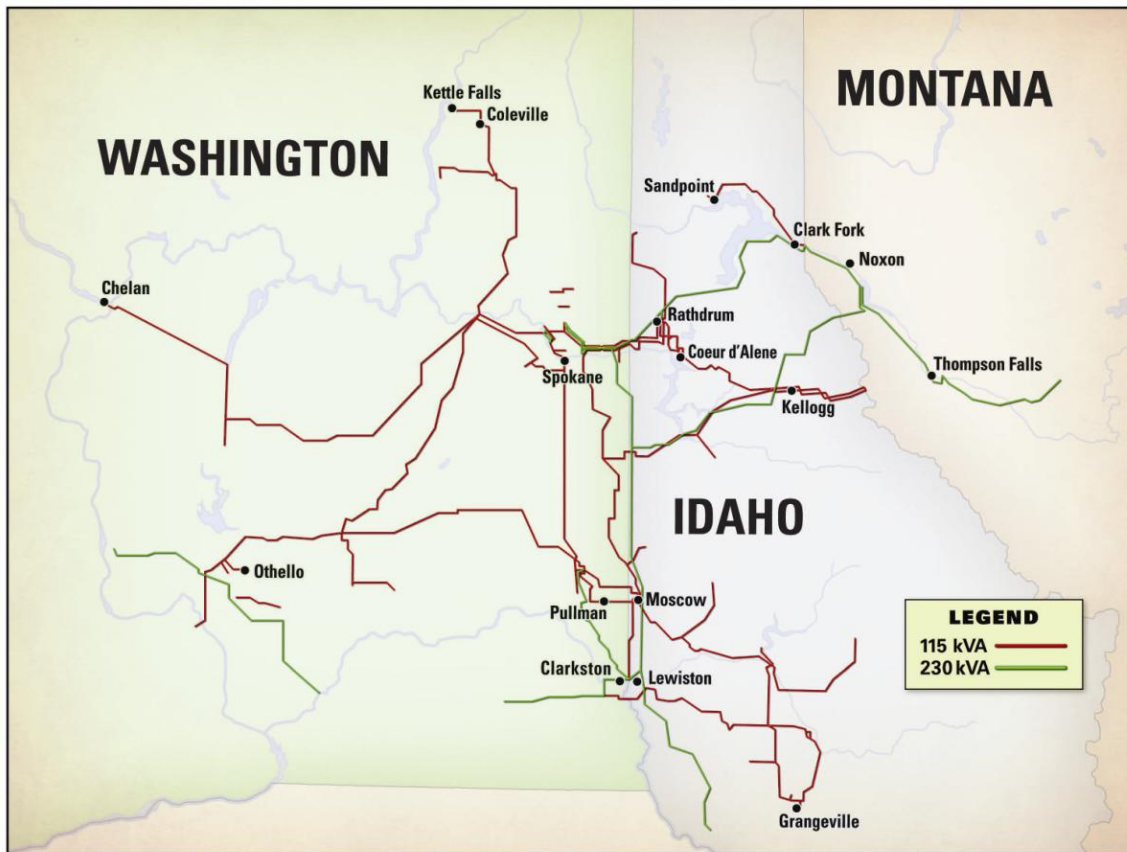 MONTANA
WASHINGTON
Kettle Falls
Coleville
Sandpoint
Clark Fork
Noxon
Chelan
Rathdrum
Coeur d'Alene
Spokane
Thompson Falls
Kellogg
IDAHO
Othello
Pullman
Moscow
Clarkston
Lewiston
Grangeville
LEGEND
115 kVA
230 kVA